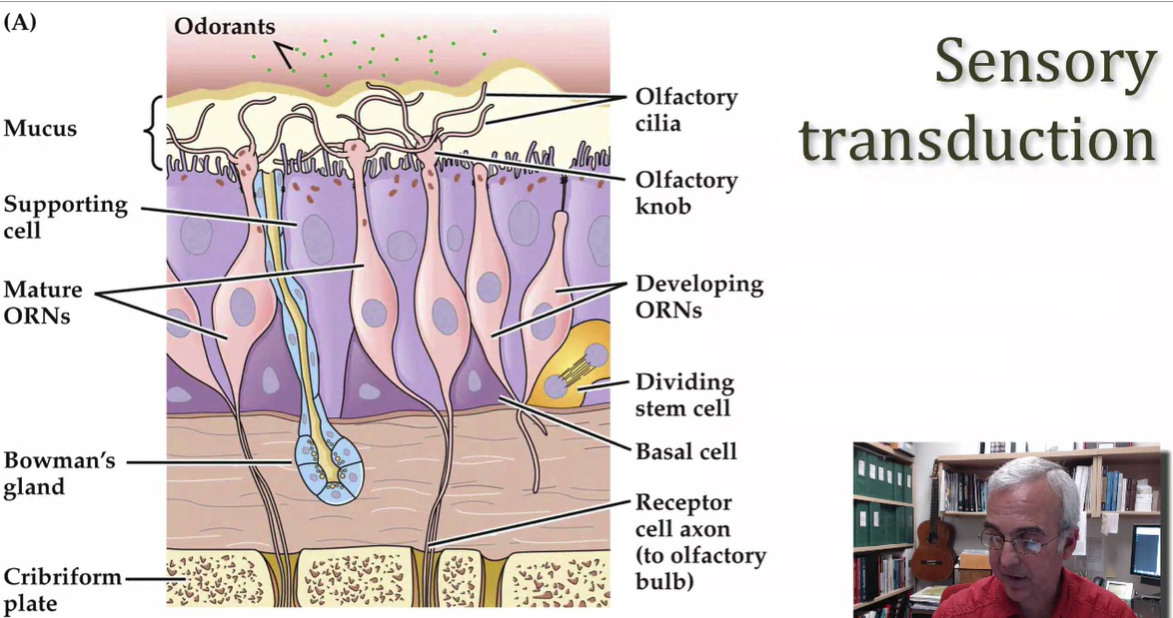 (A)
Odorants
Sensory
transduction
Mucus
Supporting
cell
Mature
ORNs
Bowman's
gland
Cribriform
plate
Olfactory
cilia
Olfactory
knob
Developing
ORNs
Dividing
stem cell
Basal cell
Receptor
cell axon
(to olfactory
bulb)